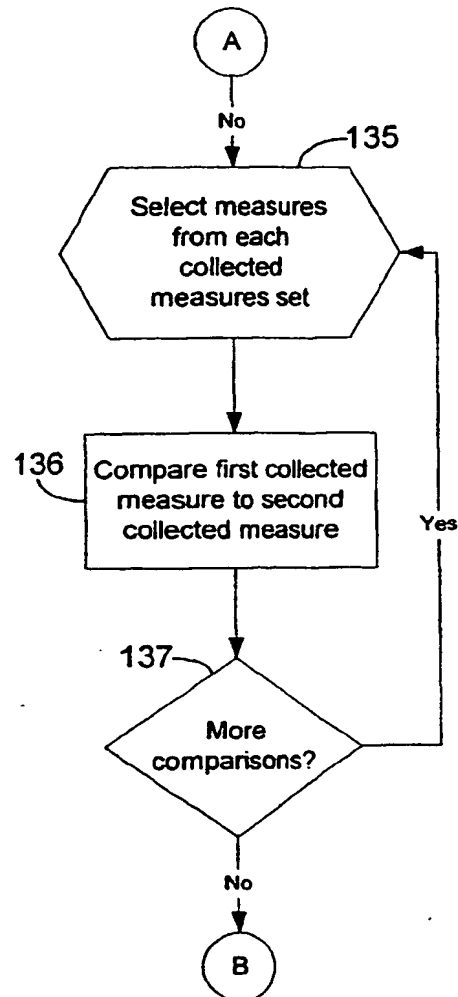 A
No
135
Select measures
from each
collected
measures set
136
Compare first collected
measure to second
collected measure
Yes
137
More
comparisons?
No
B